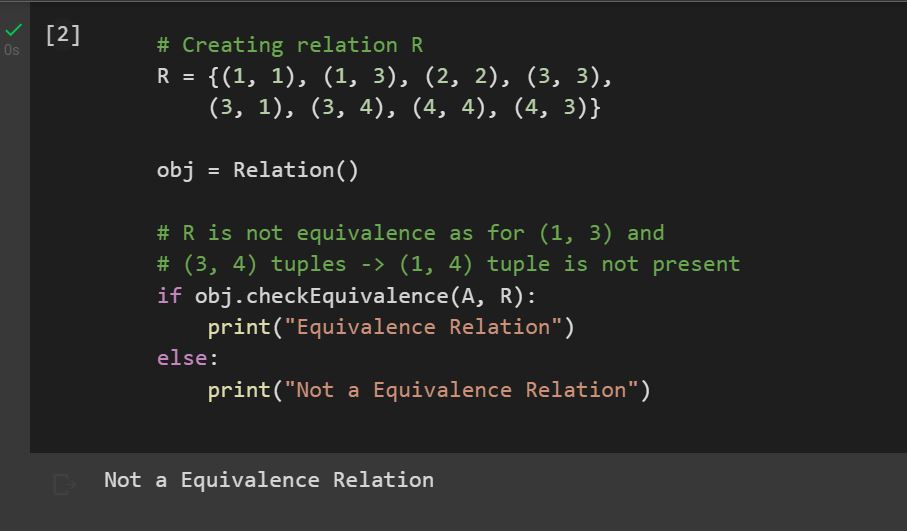 [2]
0s
# Creating relation R
R = {(1, 1), (1, 3), (2, 2), (3, 3),
(3, 1), (3, 4), (4, 4), (4, 3)}
obj = Relation()
# R is not equivalence as for (1, 3) and
# (3, 4) tuples -> (1, 4) tuple is not present
if obj.checkEquivalence(A, R):
print("Equivalence Relation")
else:
print("Not a Equivalence Relation")
Not a Equivalence Relation